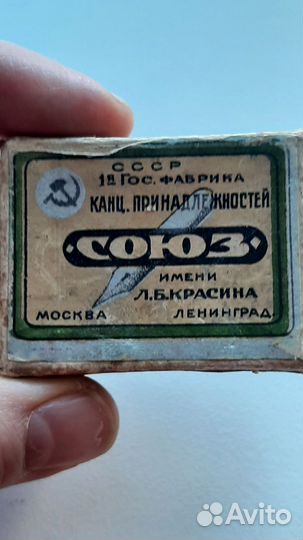 СССР
1я ГОС. ФАБРИКА
КАНЦ. ПРИНАДЛЕЖНОСТЕЙ
·СОЮЗ·
ИМЕНИ
Л.Б.КРАСИНА
МОСКВА ЛЕНИНГРАД.
Avito